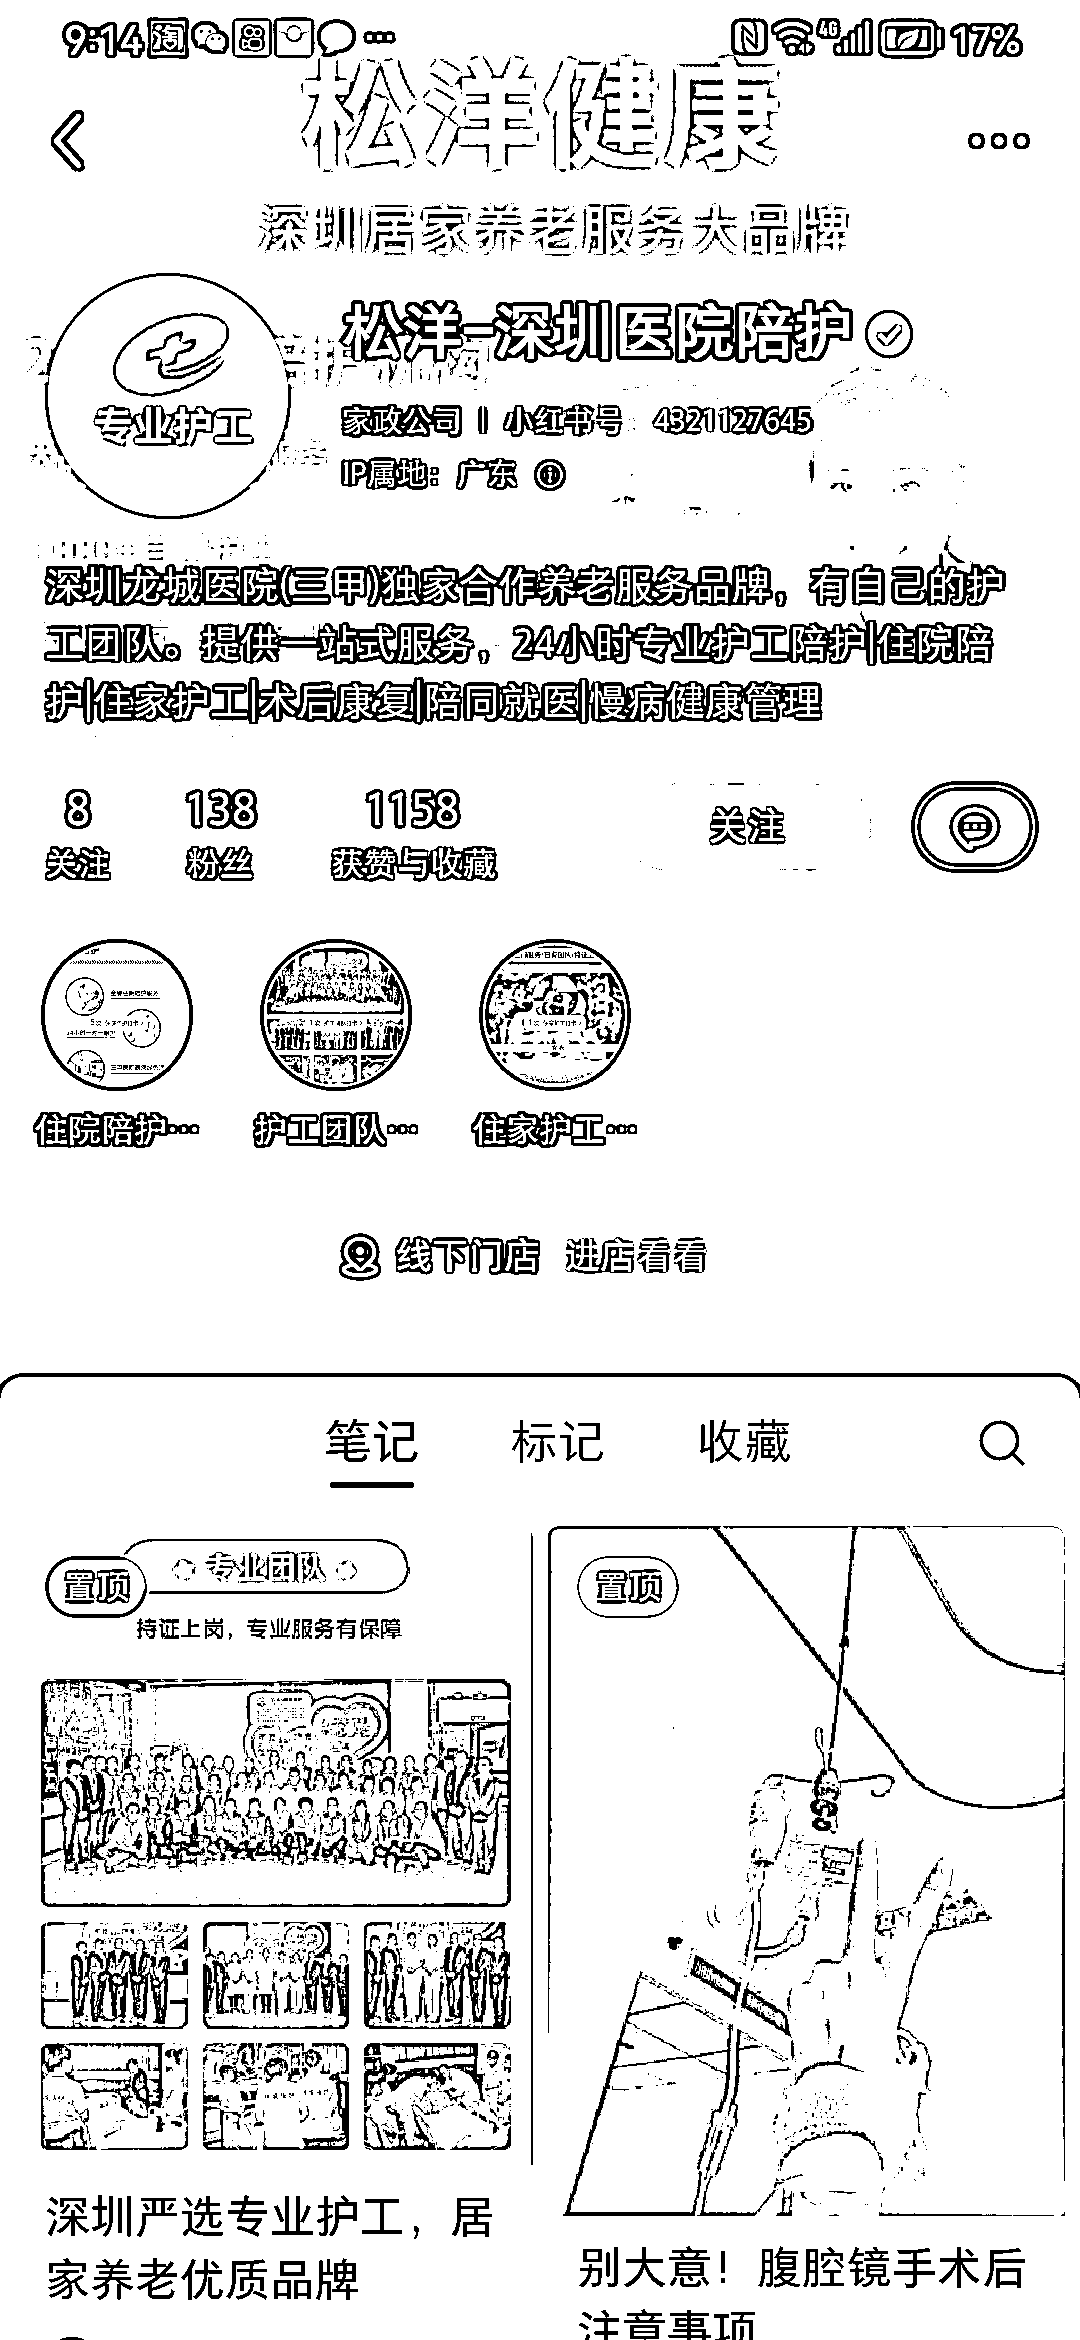 9:14 淘 N 4G 17%
松洋健康
深圳居家养老服务大品牌
松洋-深圳医院陪护
专业护工
家政公司 | 小红书号: 4321127645
IP属地：广东
深圳龙城医院(三甲)独家合作养老服务品牌，有自己的护
工团队。提供一站式服务，24小时专业护工陪护|住院陪
护|住家护工|术后康复|陪同就医|慢病健康管理
8 138 1158
关注 粉丝 获赞与收藏
关注
住院陪护… 护工团队… 住家护工…
线下门店 进店看看
笔记 标记 收藏
置顶 专业团队
持证上岗，专业服务有保障
深圳严选专业护工，居
家养老优质品牌
置顶
别大意！腹腔镜手术后
注意事项